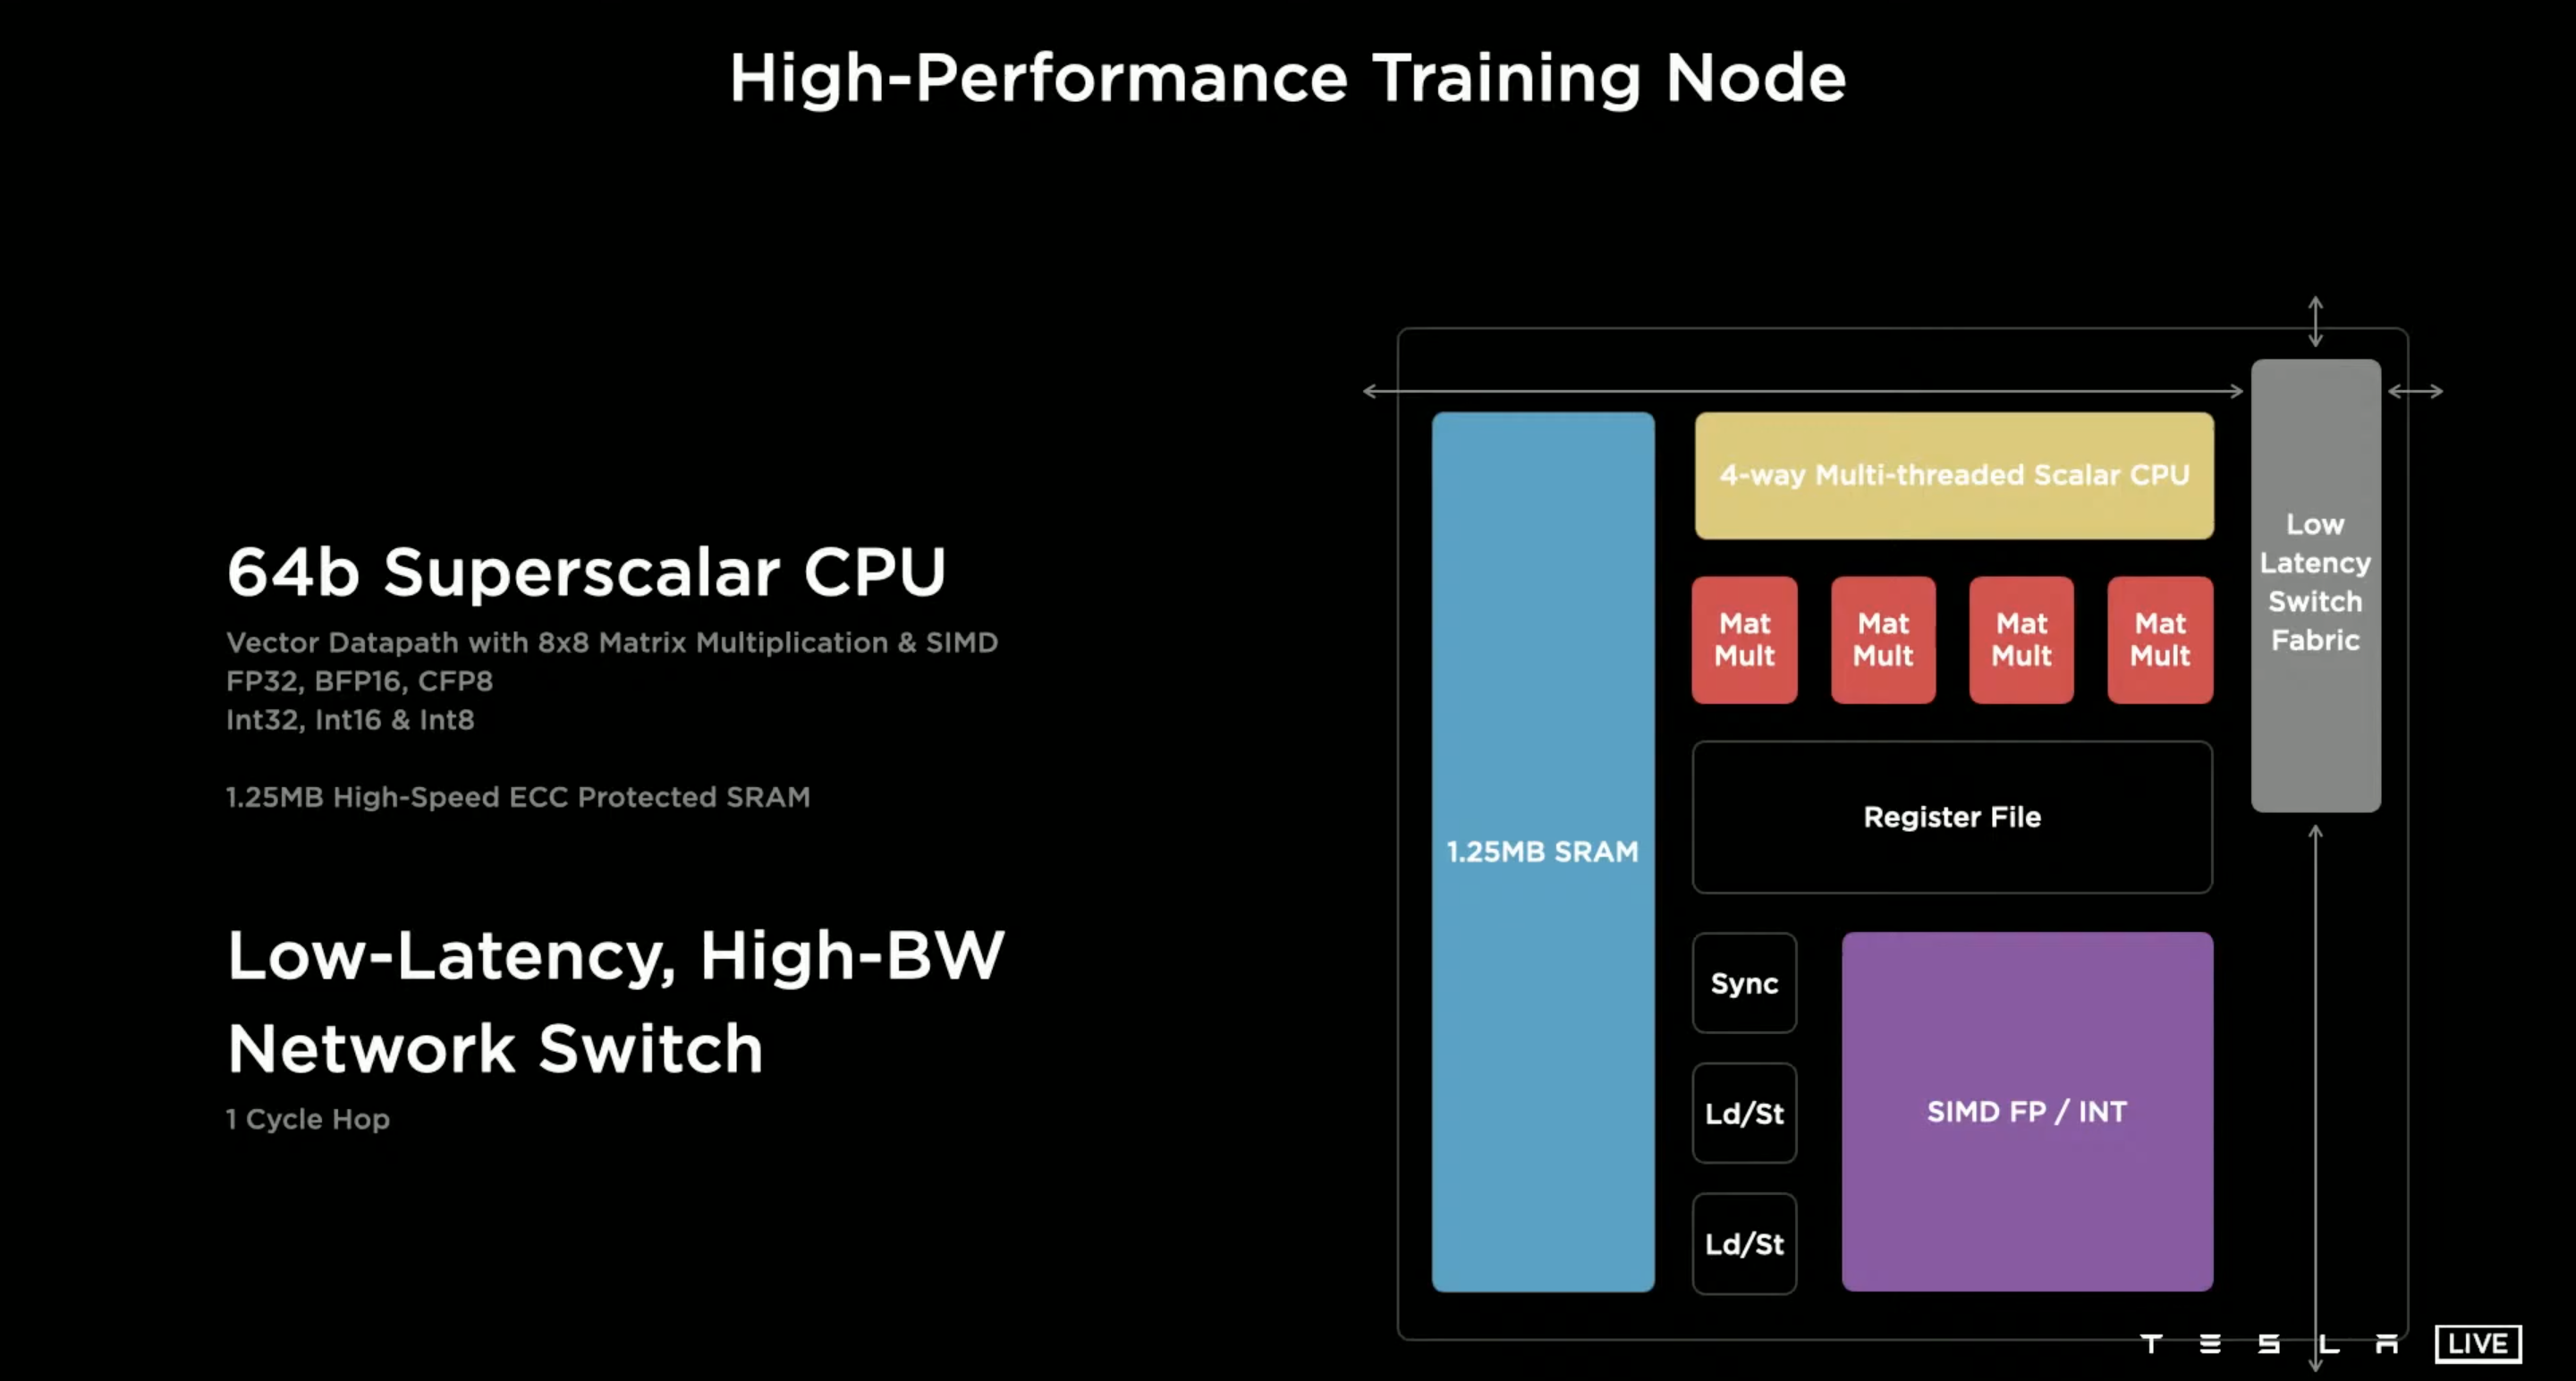 High-Performance Training Node
64b Superscalar CPU
Vector Datapath with 8x8 Matrix Multiplication & SIMD
FP32, BFP16, CFP8
Int32, Int16 & Int8
1.25MB High-Speed ECC Protected SRAM
Low-Latency, High-BW
Network Switch
1 Cycle Hop
1.25MB SRAM
4-way Multi-threaded Scalar CPU
Mat
Mult
Mat
Mult
Mat
Mult
Mat
Mult
Register File
Sync
Ld/St
Ld/St
SIMD FP / INT
Low
Latency
Switch
Fabric
TESLA
LIVE